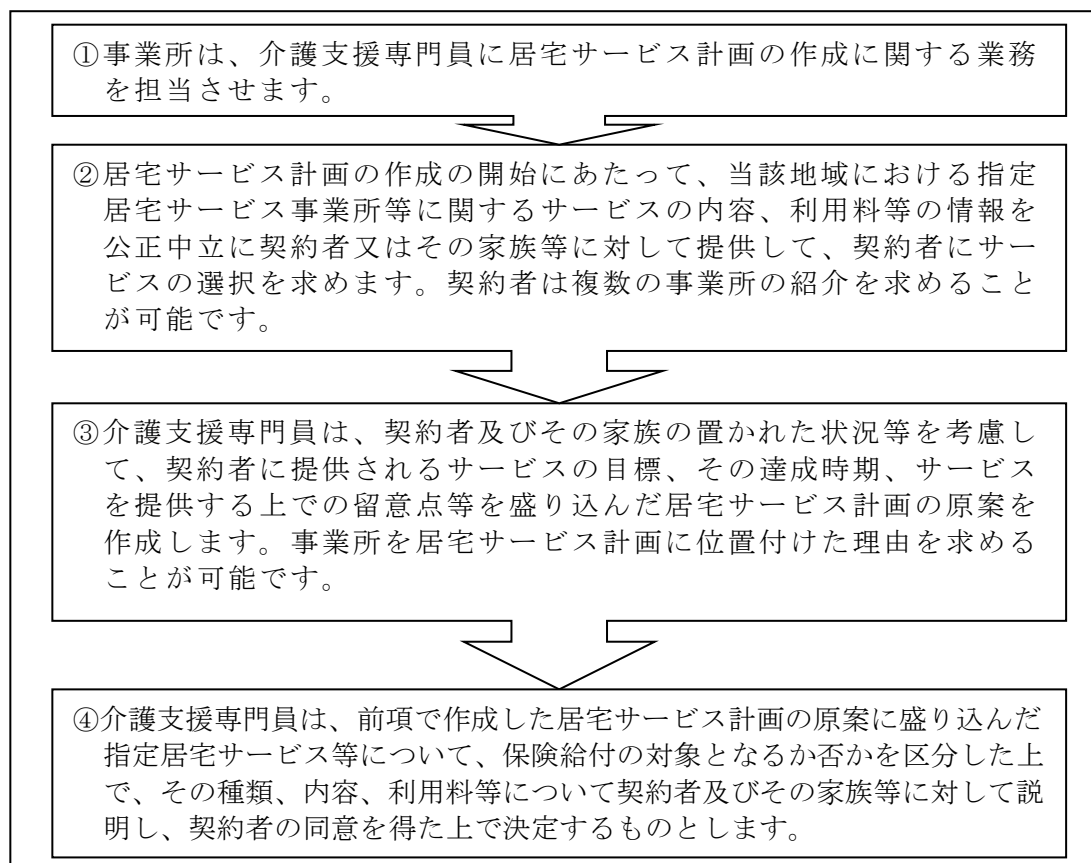 ①事業所は、介護支援専門員に居宅サービス計画の作成に関する業務
を担当させます。
②居宅サービス計画の作成の開始にあたって、当該地域における指定
居宅サービス事業所等に関するサービスの内容、利用料等の情報を
公正中立に契約者又はその家族等に対して提供して、契約者にサー
ビスの選択を求めます。契約者は複数の事業所の紹介を求めること
が可能です。
③介護支援専門員は、契約者及びその家族の置かれた状況等を考慮し
て、契約者に提供されるサービスの目標、その達成時期、サービス
を提供する上での留意点等を盛り込んだ居宅サービス計画の原案を
作成します。事業所を居宅サービス計画に位置付けた理由を求める
ことが可能です。
④介護支援専門員は、前項で作成した居宅サービス計画の原案に盛り込んだ
指定居宅サービス等について、保険給付の対象となるか否かを区分した上
で、その種類、内容、利用料等について契約者及びその家族等に対して説
明し、契約者の同意を得た上で決定するものとします。